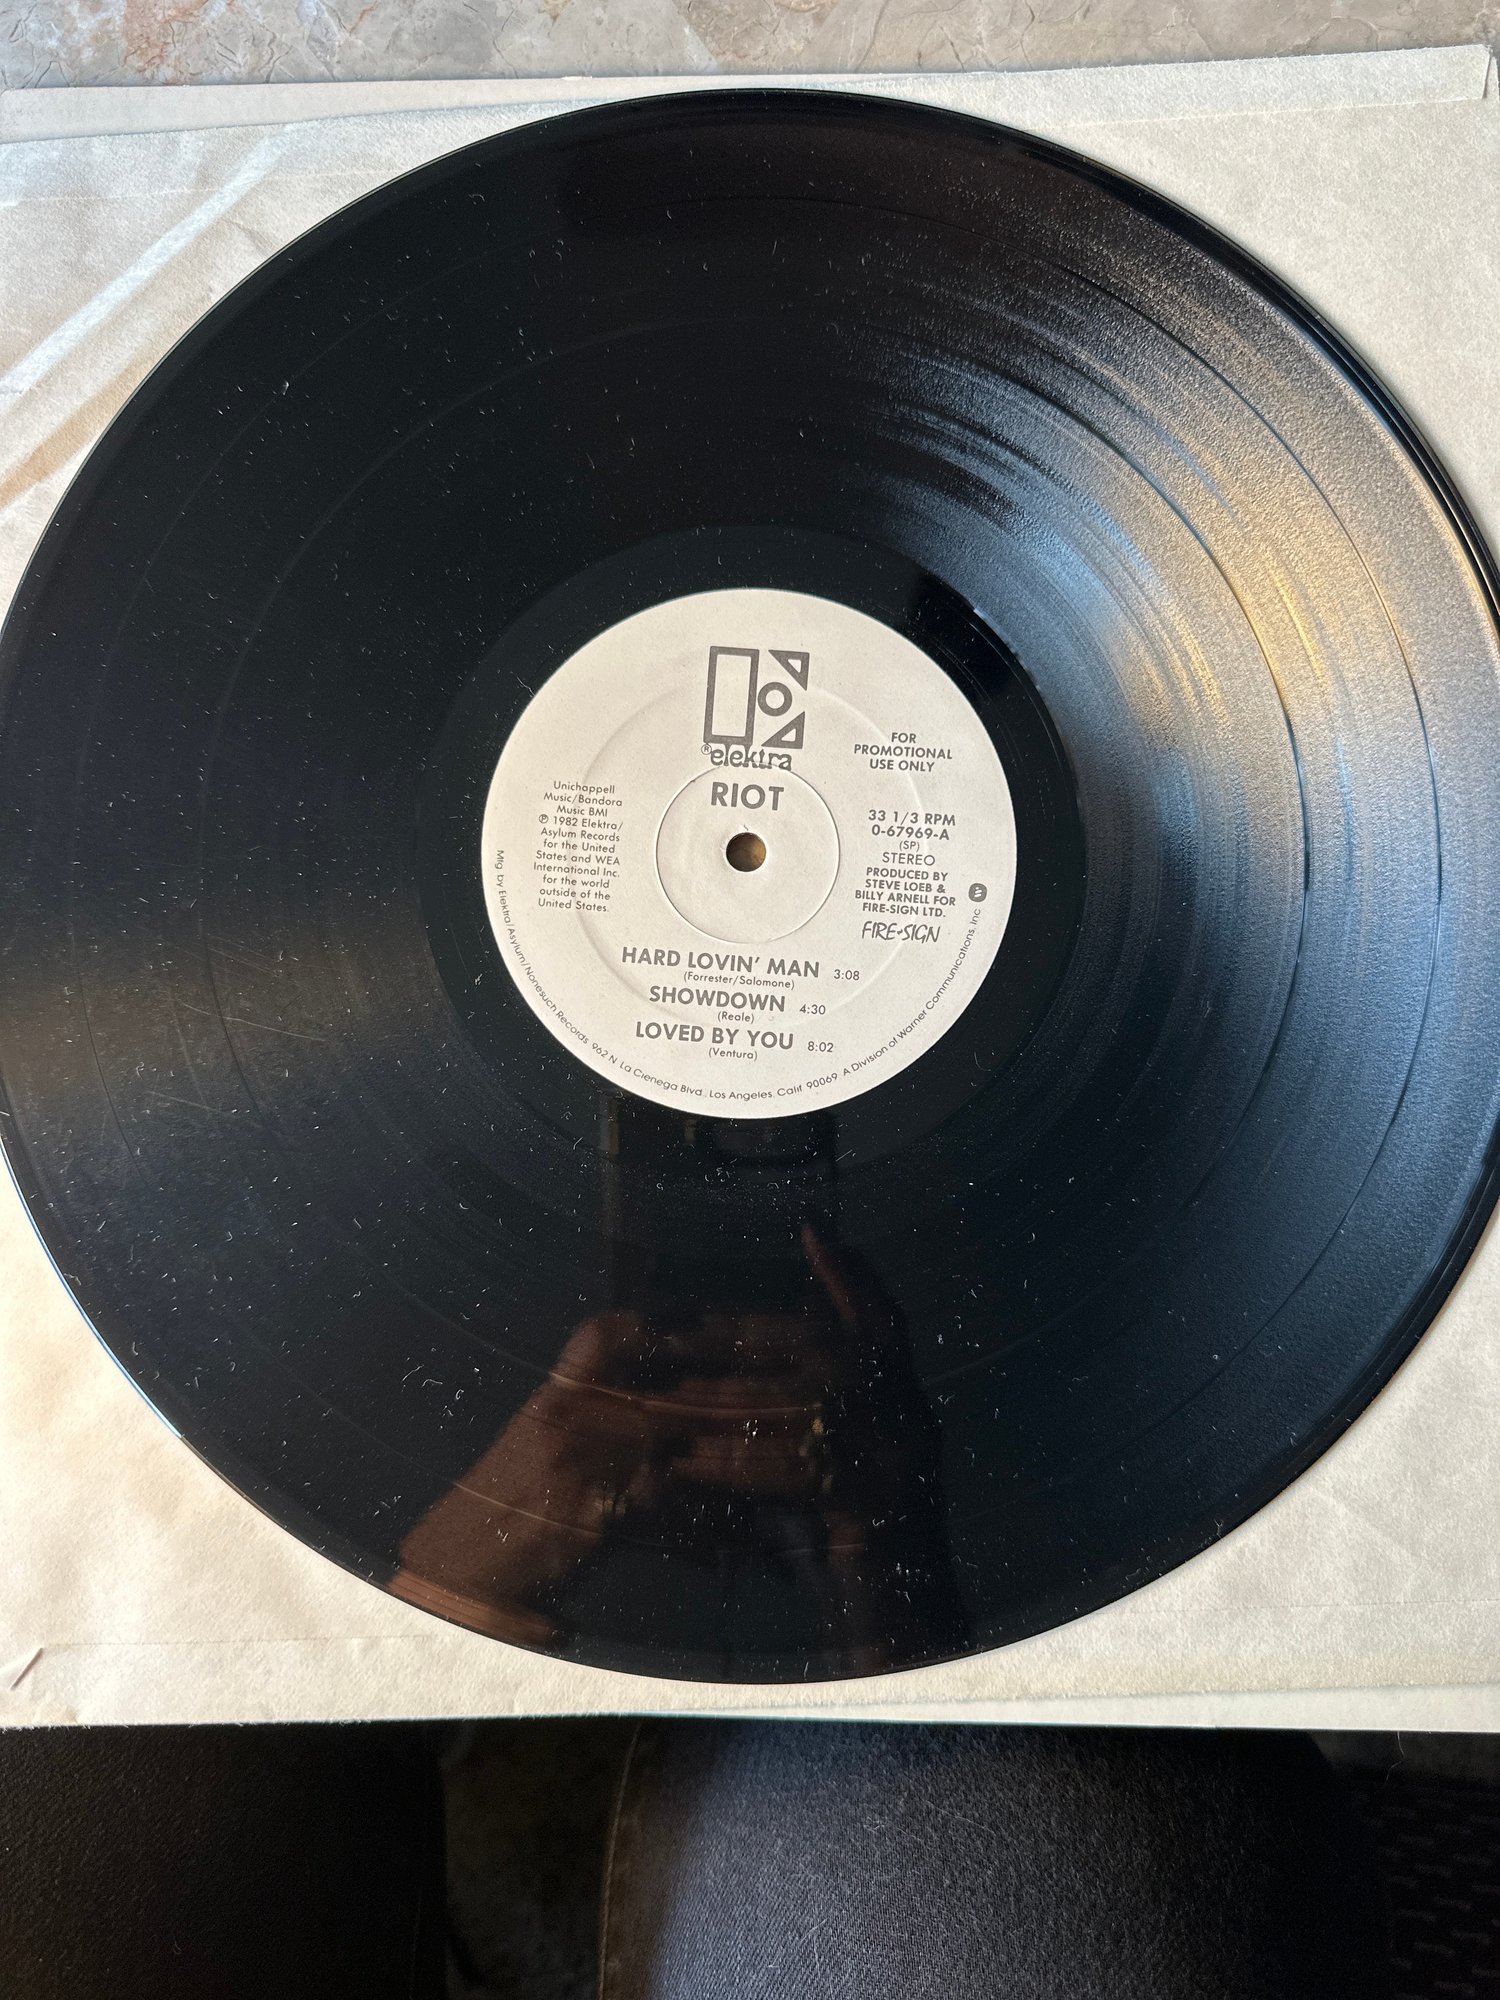 ® elektra
RIOT
FOR
PROMOTIONAL
USE ONLY
Unichappell
Music/Bandora
Music BMI
℗ 1982 Elektra/
Asylum Records
for the United
States and WEA
International Inc.
for the world
outside of the
United States.
33 1/3 RPM
0-67969-A
(SP)
STEREO
PRODUCED BY
STEVE LOEB &
BILLY ARNELL FOR
FIRE-SIGN LTD.
FIRE-SIGN
HARD LOVIN' MAN 3:08
(Forrester/Salomone)
SHOWDOWN 4:30
(Reale)
LOVED BY YOU 8:02
(Ventura)
Mfg. by Elektra/Asylum/Nonesuch Records. 962 N. La Cienega Blvd., Los Angeles. Calif. 90069 A Division of Warner Communications, Inc.